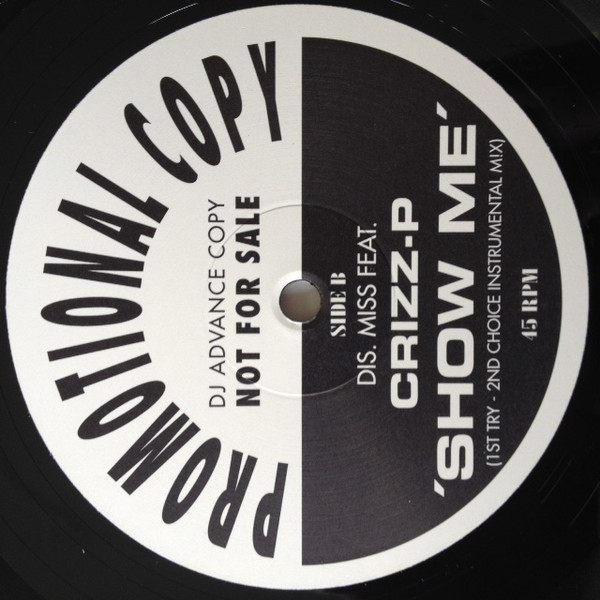 PROMOTIONAL COPY
DJ ADVANCE COPY
NOT FOR SALE
SIDE B
DIS. MISS FEAT.
CRIZZ-P
'SHOW ME'
(1ST TRY - 2ND CHOICE INSTRUMENTAL M!X)
45 RPM